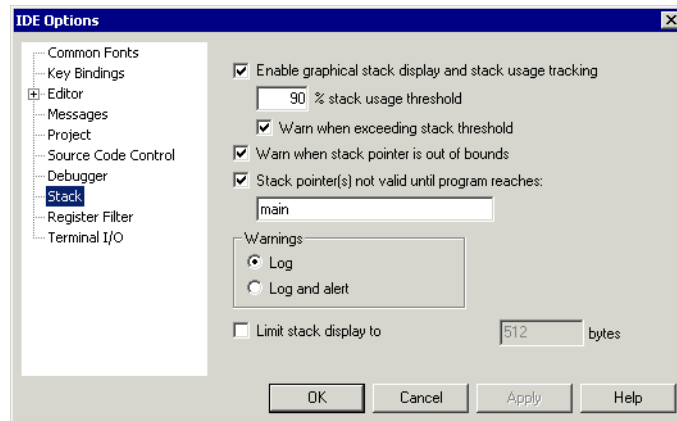 IDE Options
Common Fonts
Key Bindings
Editor
Messages
Project
Source Code Control
Debugger
Stack
Register Filter
Terminal I/O
Enable graphical stack display and stack usage tracking
90 % stack usage threshold
Warn when exceeding stack threshold
Warn when stack pointer is out of bounds
Stack pointer(s) not valid until program reaches:
main
Warnings
Log
Log and alert
Limit stack display to 512 bytes
OK Cancel Apply Help